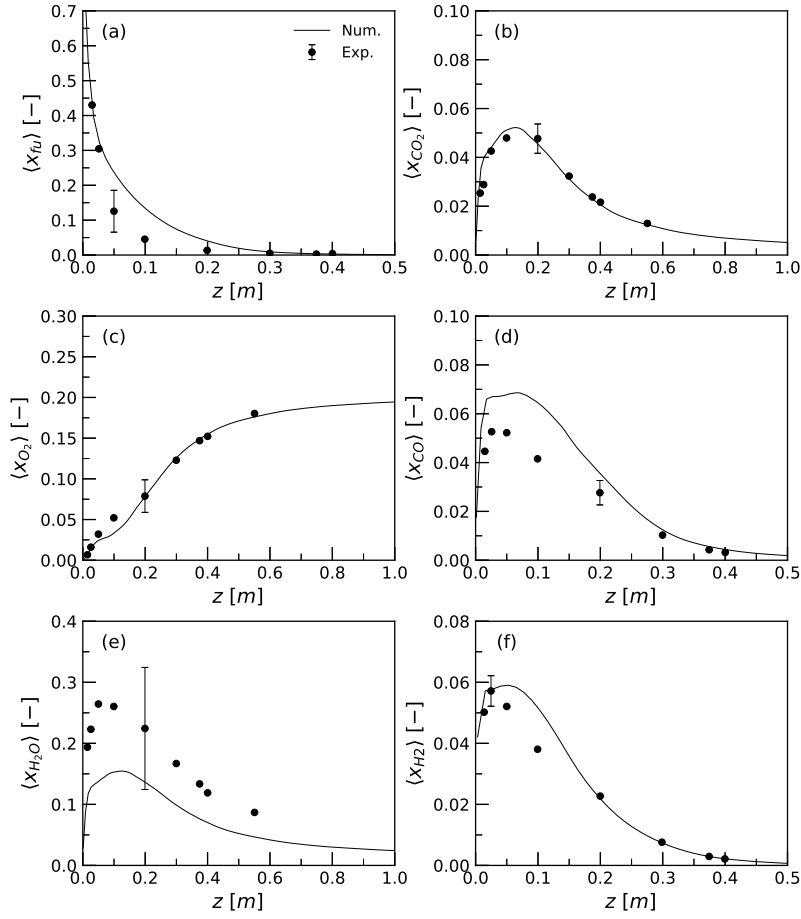 (a)
Num.
Exp.
0.7
0.6
0.5
0.4
0.3
0.2
0.1
0.0
⟨x_fu⟩ [−]
0.0 0.1 0.2 0.3 0.4 0.5
z [m]
(b)
0.10
0.08
0.06
0.04
0.02
0.00
⟨x_CO₂⟩ [−]
0.0 0.2 0.4 0.6 0.8 1.0
z [m]
(c)
0.30
0.25
0.20
0.15
0.10
0.05
0.00
⟨x_O₂⟩ [−]
0.0 0.2 0.4 0.6 0.8 1.0
z [m]
(d)
0.10
0.08
0.06
0.04
0.02
0.00
⟨x_CO⟩ [−]
0.0 0.1 0.2 0.3 0.4 0.5
z [m]
(e)
0.4
0.3
0.2
0.1
0.0
⟨x_H₂O⟩ [−]
0.0 0.2 0.4 0.6 0.8 1.0
z [m]
(f)
0.08
0.06
0.04
0.02
0.00
⟨x_H2⟩ [−]
0.0 0.1 0.2 0.3 0.4 0.5
z [m]